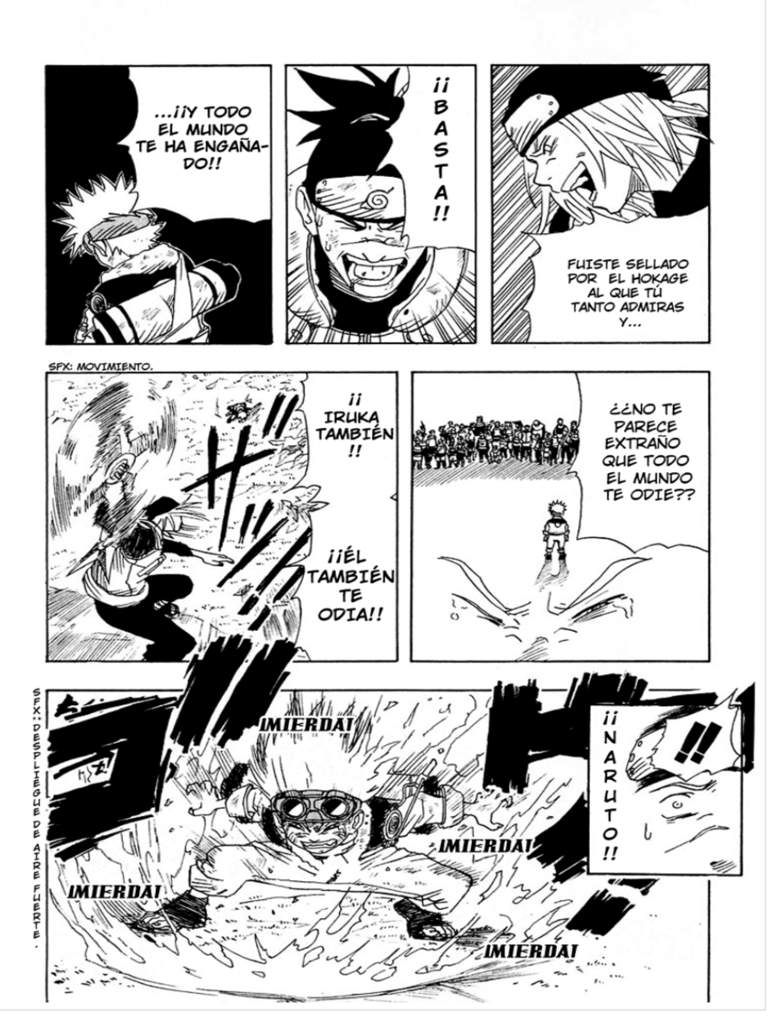 FUISTE SELLADO
POR EL HOKAGE
AL QUE TÚ
TANTO ADMIRAS
Y...
¡¡BASTA!!
...¡¡Y TODO
EL MUNDO
TE HA ENGAÑA-
DO!!
¿¿NO TE
PARECE
EXTRAÑO
QUE TODO
EL MUNDO
TE ODIE??
SFX: MOVIMIENTO.
¡¡
IRUKA
TAMBIÉN
!!
¡¡ÉL
TAMBIÉN
TE
ODIA!!
!!
¡¡NARUTO!!
¡MIERDA!
¡MIERDA!
¡MIERDA!
¡MIERDA!
SFX: DESPLIEGUE DE AIRE FUERTE.